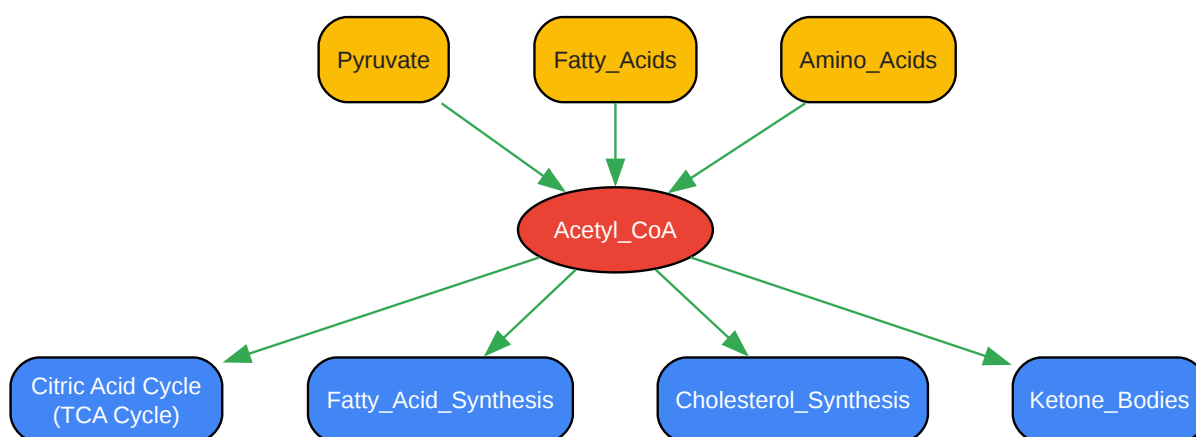 Pyruvate
Fatty_Acids
Amino_Acids
Acetyl_CoA
Citric Acid Cycle
(TCA Cycle)
Fatty_Acid_Synthesis
Cholesterol_Synthesis
Ketone_Bodies